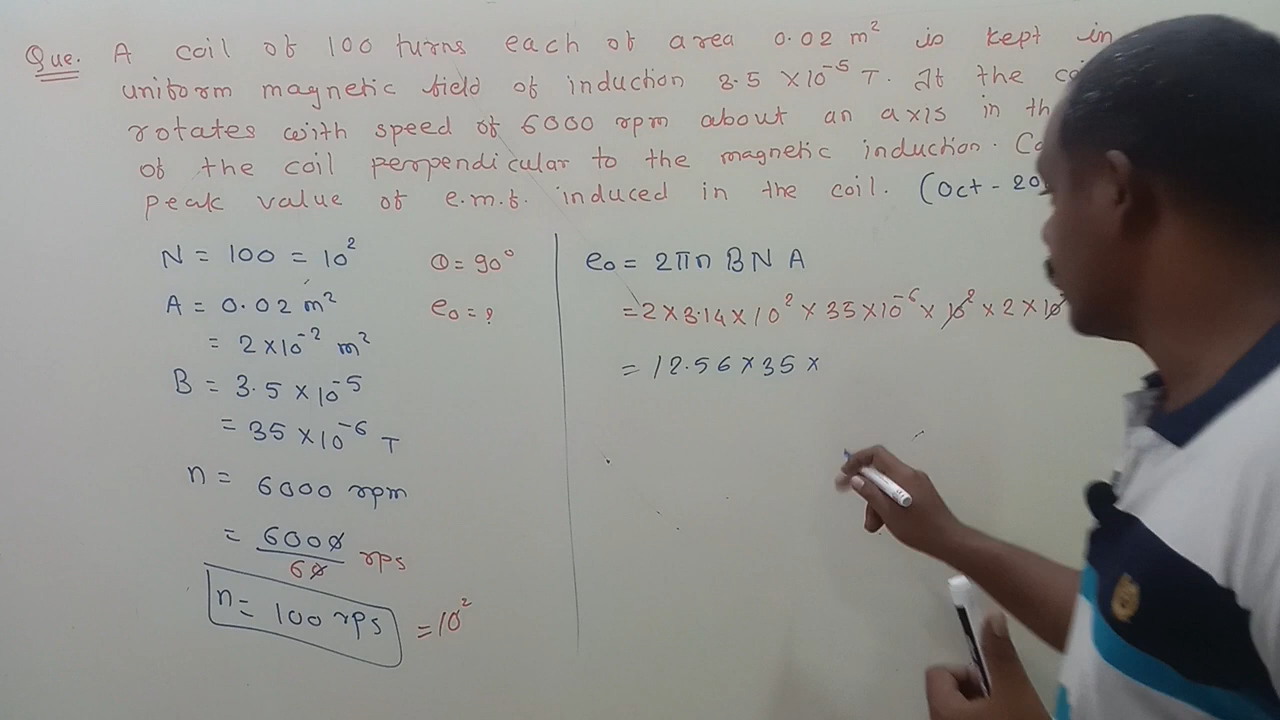 Que. A coil of 100 turns each of area 0.02 m² is kept in
uniform magnetic field of induction 3.5 ×10⁻⁵ T. If the
rotates with speed of 6000 rpm about an axis in
of the coil perpendicular to the magnetic induction.
peak value of e.m.f. induced in the coil. (Oct - 20
N = 100 = 10²
A = 0.02 m²
= 2×10⁻² m²
B = 3.5 ×10⁻⁵
= 35 ×10⁻⁶ T
n = 6000 rpm
= 6000/60 rps
n = 100 rps = 10²
θ = 90°
e₀ = ?
e₀ = 2πn BNA
= 2×3.14×10² × 35×10⁻⁶ × 10² × 2 × 10
= 12.56 × 35 ×